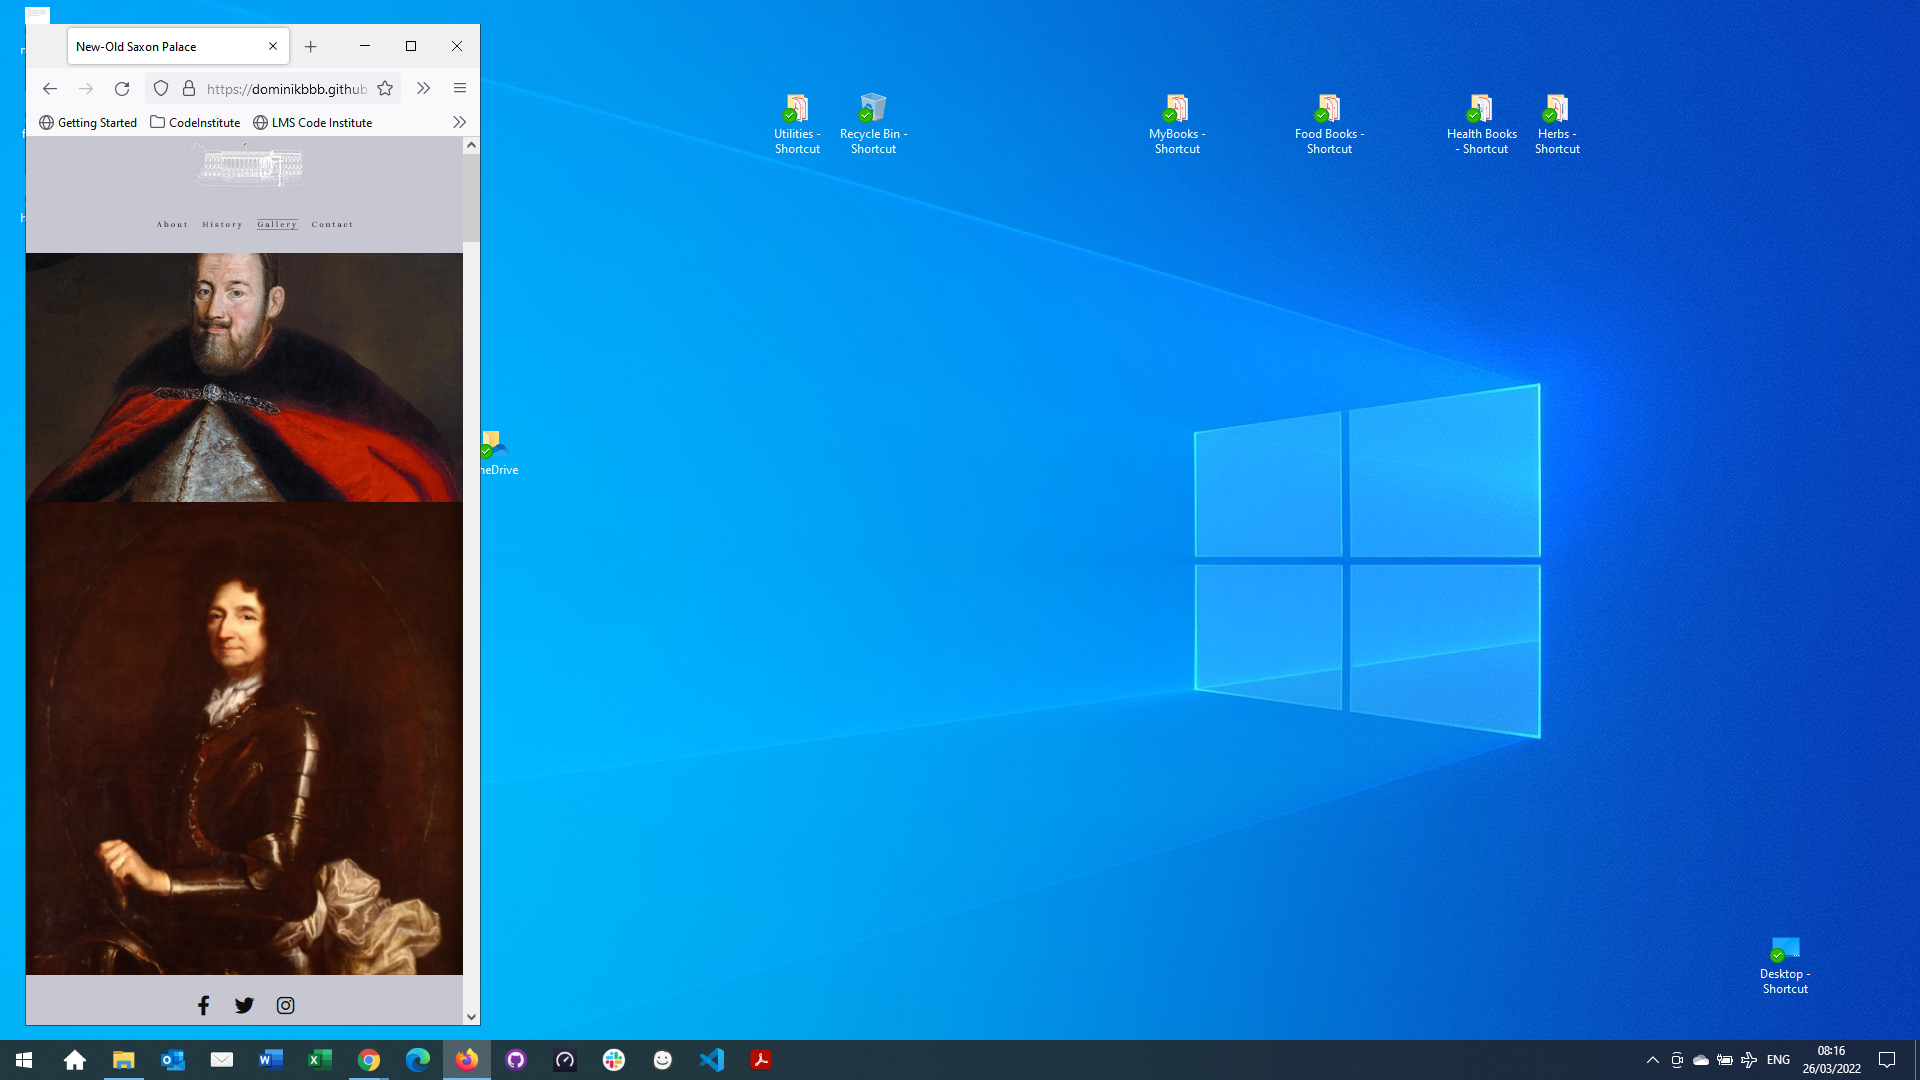 New-Old Saxon Palace
https://dominikbbb.github.
Getting Started
CodeInstitute
LMS Code Institute
About
History
Gallery
Contact
neDrive
Utilities -
Shortcut
Recycle Bin -
Shortcut
MyBooks -
Shortcut
Food Books -
Shortcut
Health Books
- Shortcut
Herbs -
Shortcut
Desktop -
Shortcut
ENG
08:16
26/03/2022